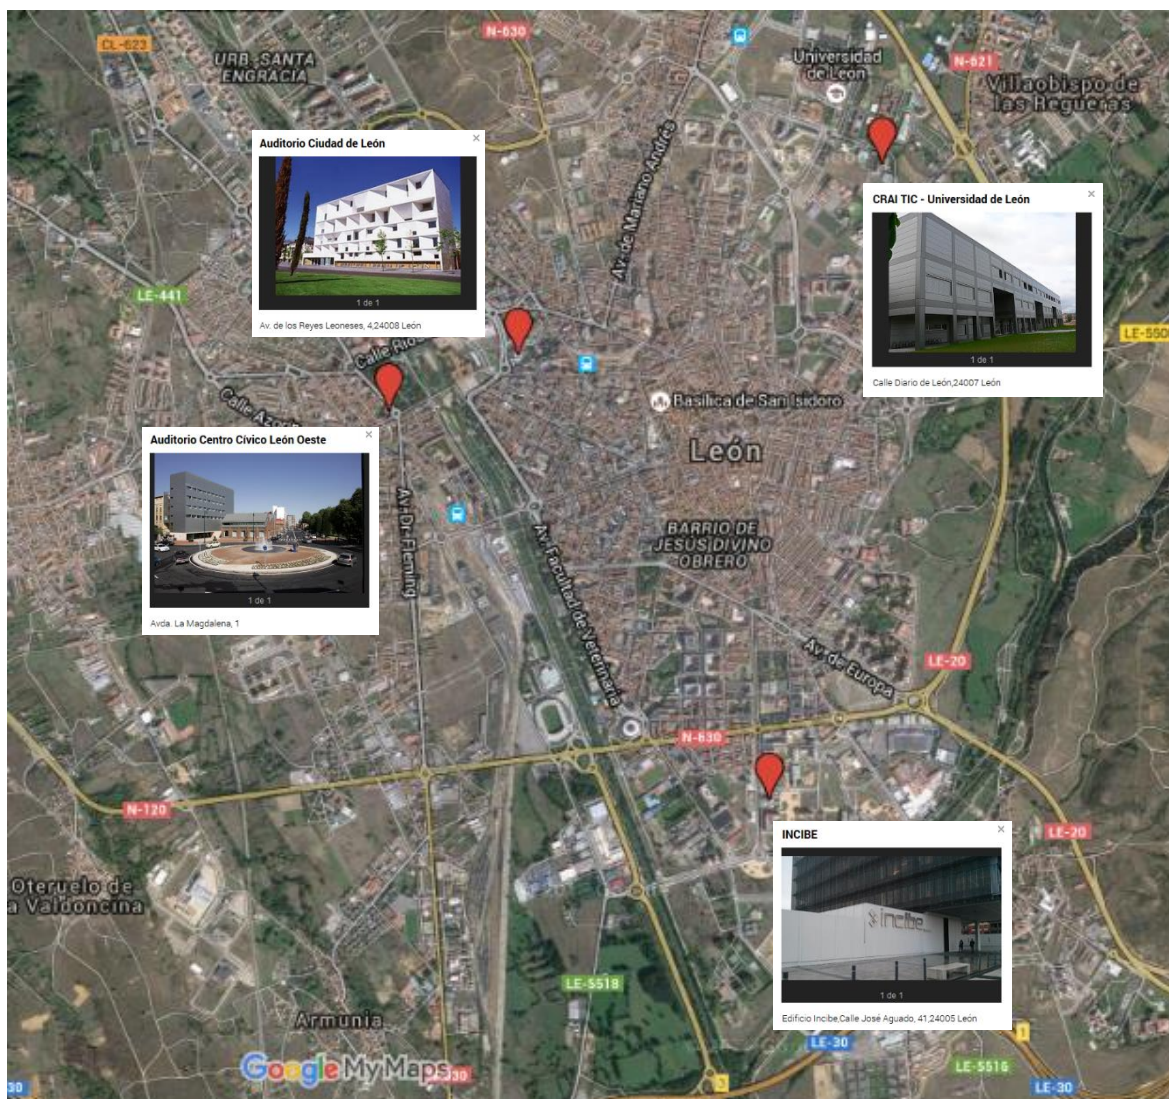 CL-623
URB. SANTA
ENGRACIA
N-630
Universidad
de León
N-621
Villaobispo de
las Regueras
Av. de Mariano Andrés
Auditorio Ciudad de León
1 de 1
Av. de los Reyes Leoneses, 4,24008 León
CRAI TIC - Universidad de León
1 de 1
Calle Diario de León,24007 León
LE-441
Basílica de San Isidoro
León
Auditorio Centro Cívico León Oeste
1 de 1
Avda. La Magdalena, 1
Av. Dr. Fleming
Av. Facultad de Veterinaria
BARRIO DE
JESÚS DIVINO
OBRERO
Av. de Europa
LE-20
N-630
N-120
LE-20
INCIBE
incibe
1 de 1
Edificio Incibe,Calle José Aguado, 41,24005 León
Oteruelo de
a Valdoncina
LE-5518
Armunia
Google My Maps
30
30
3
LE-30
1
LE-5516
LE-30